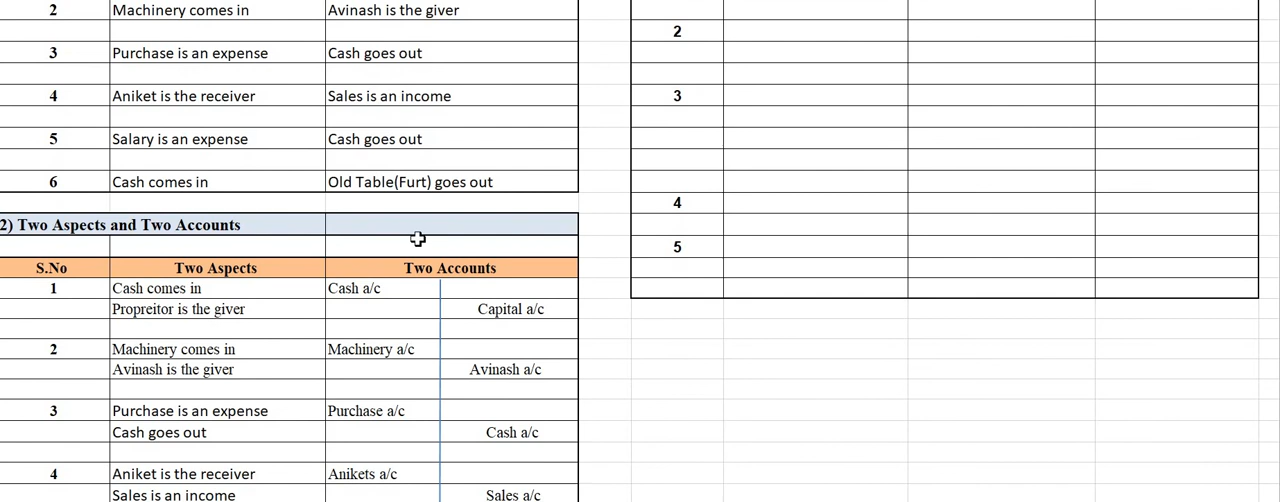 2 Machinery comes in Avinash is the giver
3 Purchase is an expense Cash goes out
4 Aniket is the receiver Sales is an income
5 Salary is an expense Cash goes out
6 Cash comes in Old Table(Furt) goes out
2) Two Aspects and Two Accounts
S.No Two Aspects Two Accounts
1 Cash comes in Cash a/c
Propreitor is the giver Capital a/c
2 Machinery comes in Machinery a/c
Avinash is the giver Avinash a/c
3 Purchase is an expense Purchase a/c
Cash goes out Cash a/c
4 Aniket is the receiver Anikets a/c
Sales is an income Sales a/c
2
3
4
5